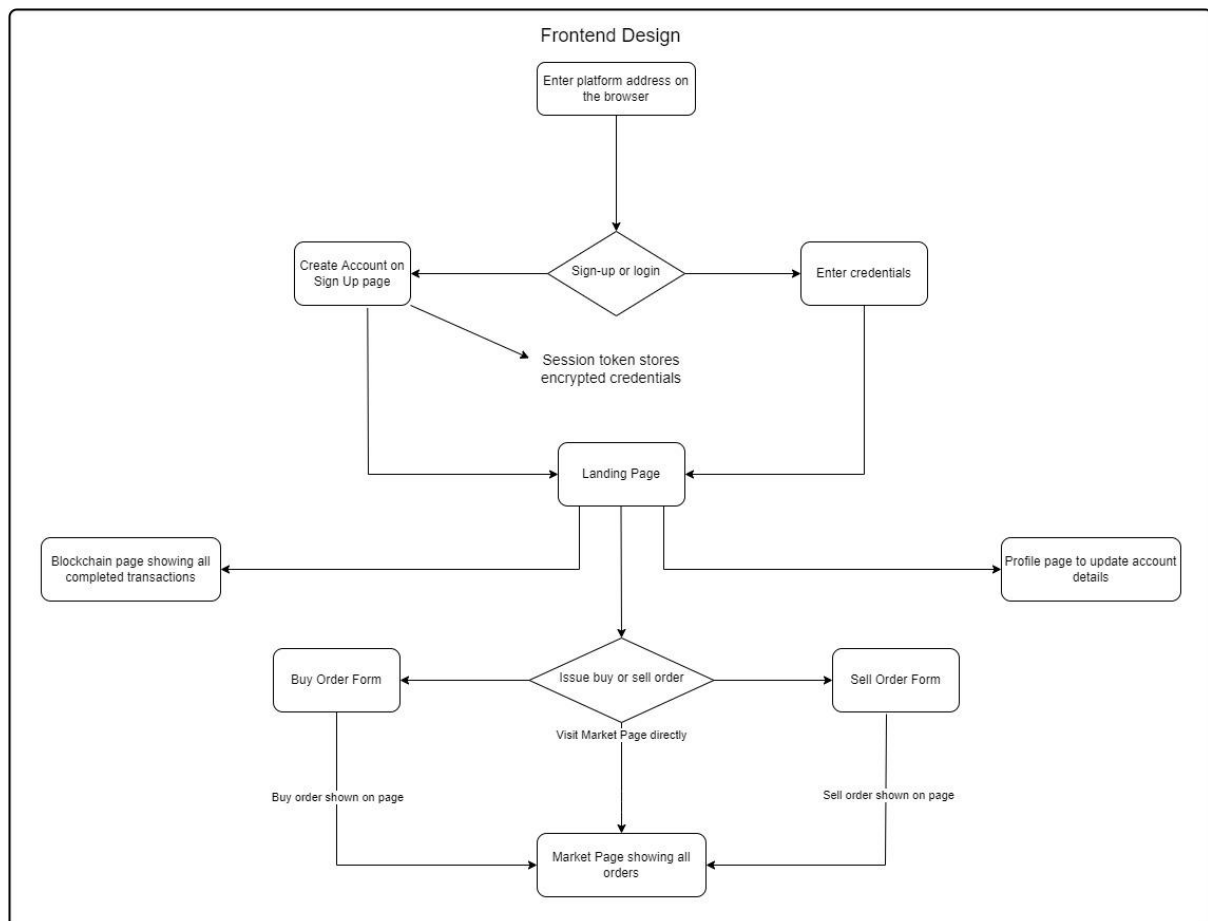 Frontend Design
Enter platform address on
the browser
Create Account on
Sign Up page
Sign-up or login
Enter credentials
Session token stores
encrypted credentials
Landing Page
Blockchain page showing all
completed transactions
Profile page to update account
details
Buy Order Form
Issue buy or sell order
Sell Order Form
Visit Market Page directly
Buy order shown on page
Sell order shown on page
Market Page showing all
orders